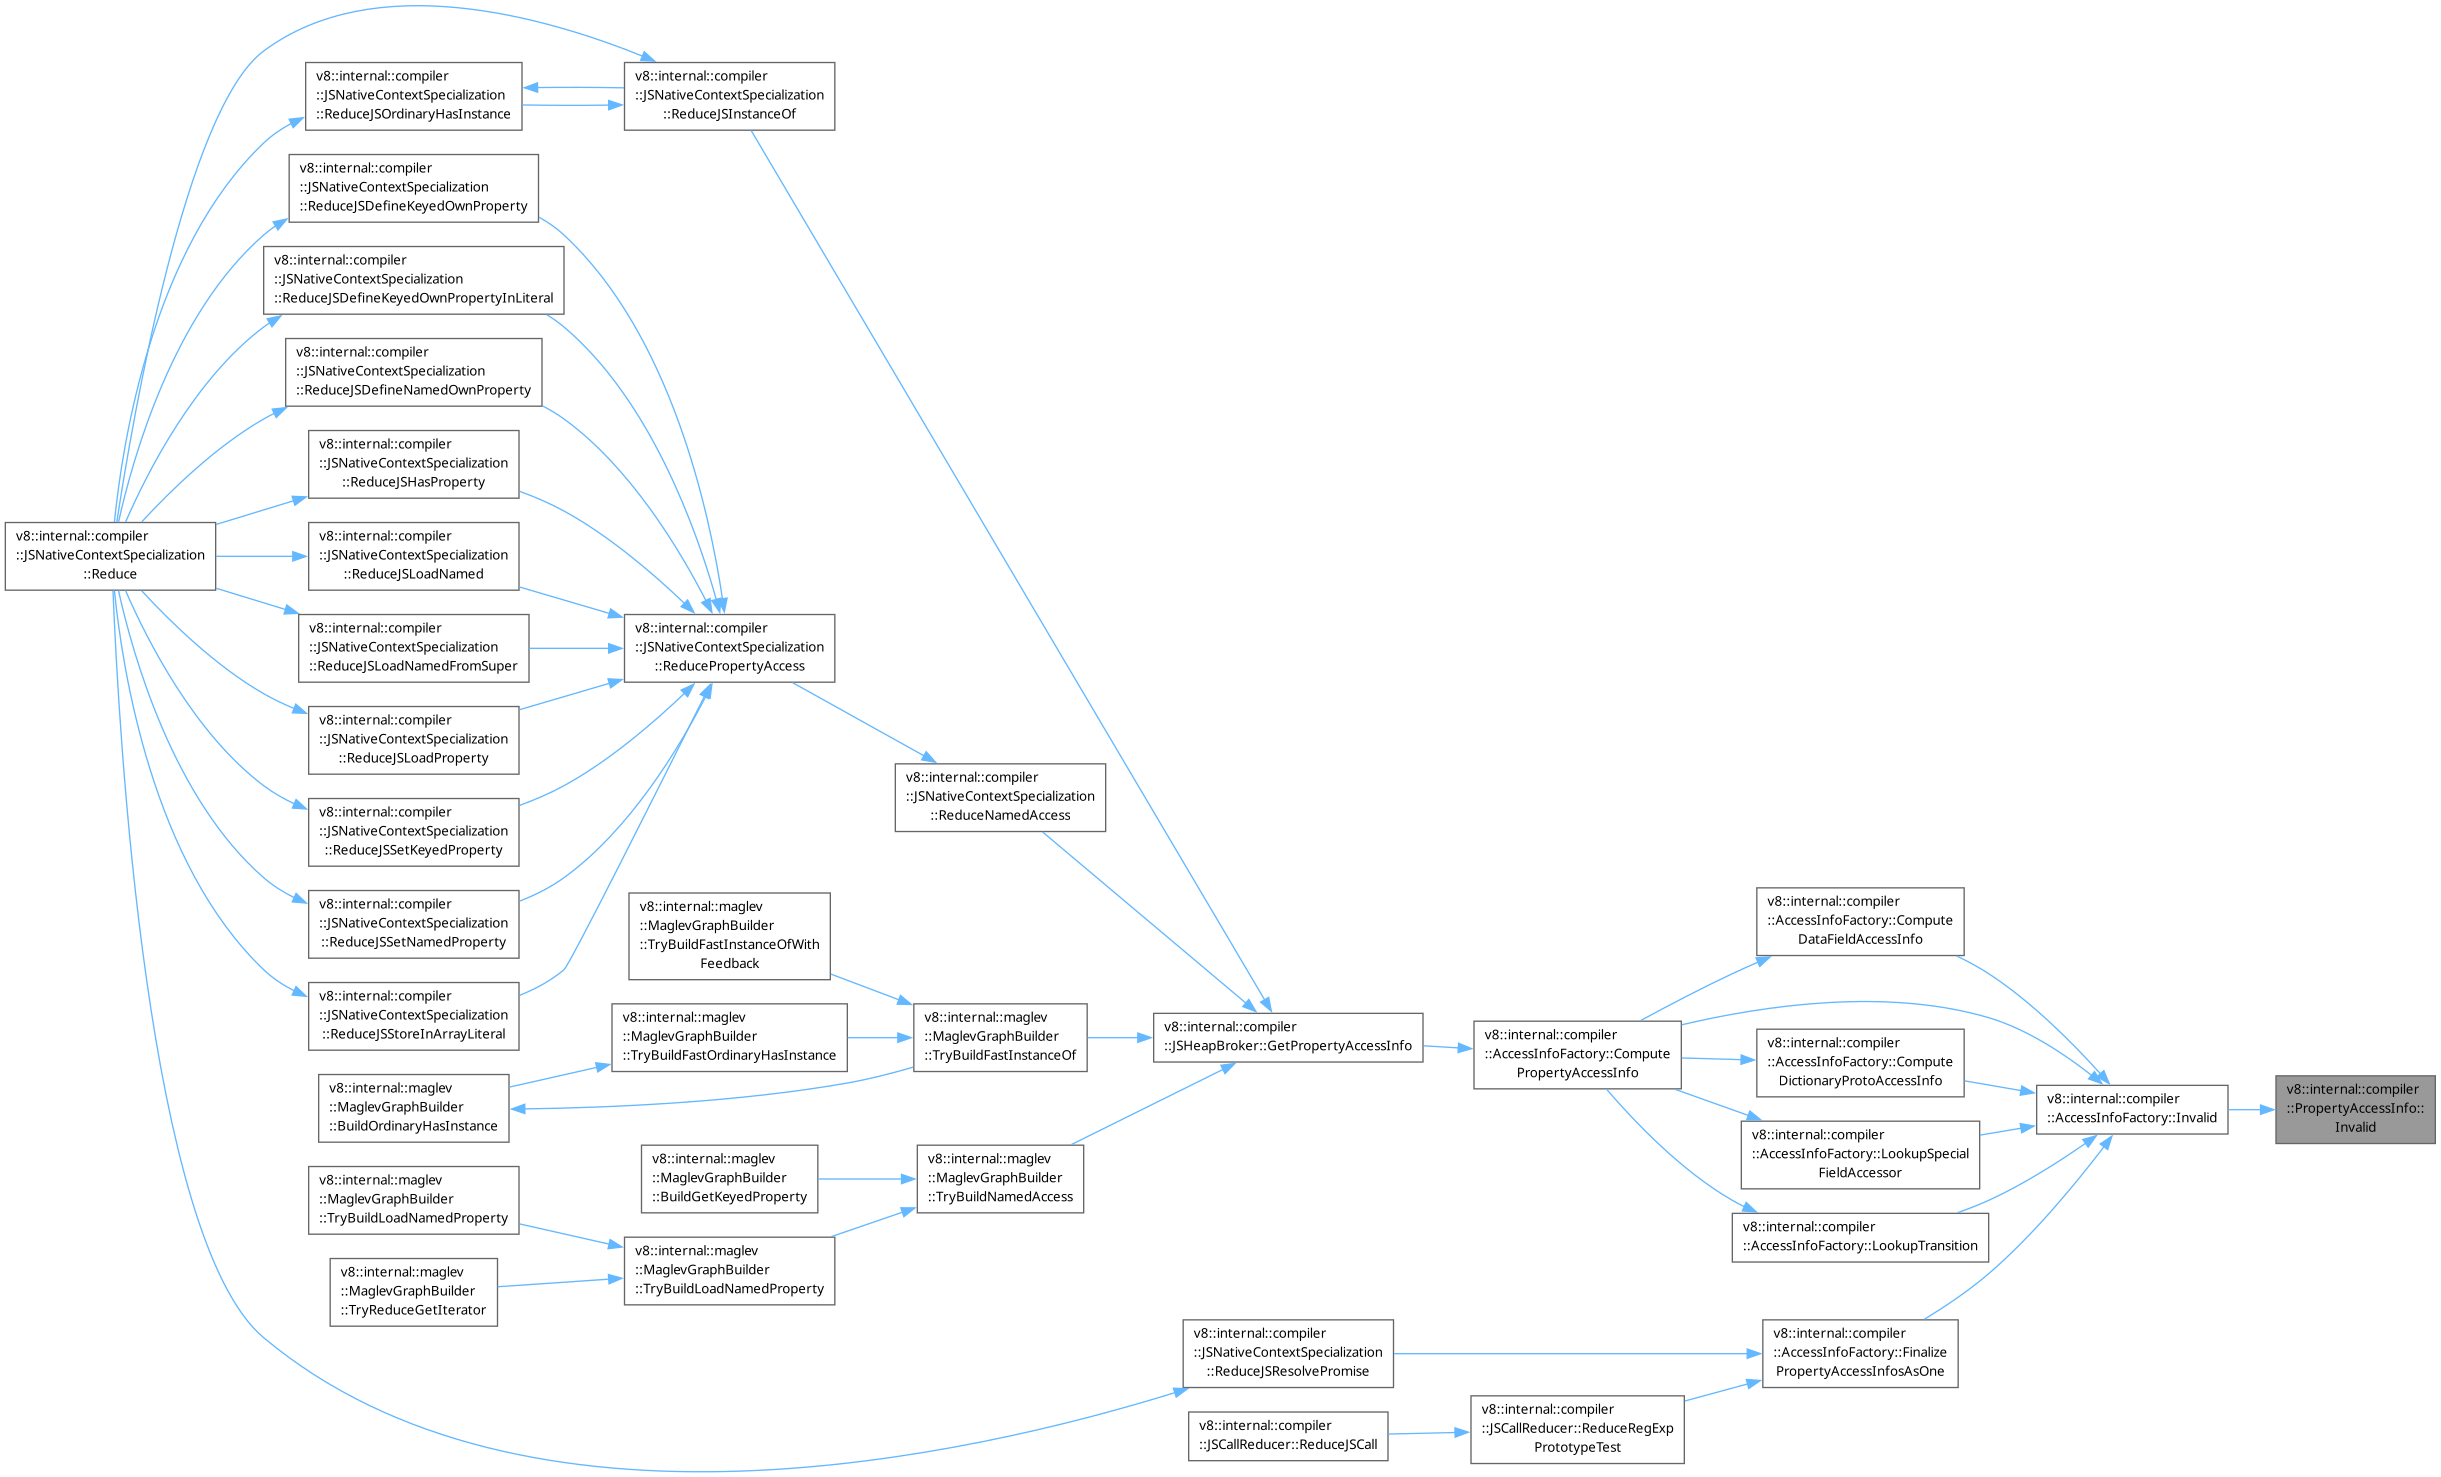 v8::internal::compiler
::JSNativeContextSpecialization
::Reduce
v8::internal::compiler
::JSNativeContextSpecialization
::ReduceJSOrdinaryHasInstance
v8::internal::compiler
::JSNativeContextSpecialization
::ReduceJSDefineKeyedOwnProperty
v8::internal::compiler
::JSNativeContextSpecialization
::ReduceJSDefineKeyedOwnPropertyInLiteral
v8::internal::compiler
::JSNativeContextSpecialization
::ReduceJSDefineNamedOwnProperty
v8::internal::compiler
::JSNativeContextSpecialization
::ReduceJSHasProperty
v8::internal::compiler
::JSNativeContextSpecialization
::ReduceJSLoadNamed
v8::internal::compiler
::JSNativeContextSpecialization
::ReduceJSLoadNamedFromSuper
v8::internal::compiler
::JSNativeContextSpecialization
::ReduceJSLoadProperty
v8::internal::compiler
::JSNativeContextSpecialization
::ReduceJSSetKeyedProperty
v8::internal::compiler
::JSNativeContextSpecialization
::ReduceJSSetNamedProperty
v8::internal::compiler
::JSNativeContextSpecialization
::ReduceJSStoreInArrayLiteral
v8::internal::maglev
::MaglevGraphBuilder
::BuildOrdinaryHasInstance
v8::internal::maglev
::MaglevGraphBuilder
::TryBuildLoadNamedProperty
v8::internal::maglev
::MaglevGraphBuilder
::TryReduceGetIterator
v8::internal::compiler
::JSNativeContextSpecialization
::ReduceJSInstanceOf
v8::internal::compiler
::JSNativeContextSpecialization
::ReducePropertyAccess
v8::internal::maglev
::MaglevGraphBuilder
::TryBuildFastInstanceOfWith
Feedback
v8::internal::maglev
::MaglevGraphBuilder
::TryBuildFastOrdinaryHasInstance
v8::internal::maglev
::MaglevGraphBuilder
::BuildGetKeyedProperty
v8::internal::maglev
::MaglevGraphBuilder
::TryBuildLoadNamedProperty
v8::internal::compiler
::JSNativeContextSpecialization
::ReduceNamedAccess
v8::internal::maglev
::MaglevGraphBuilder
::TryBuildFastInstanceOf
v8::internal::maglev
::MaglevGraphBuilder
::TryBuildNamedAccess
v8::internal::compiler
::JSHeapBroker::GetPropertyAccessInfo
v8::internal::compiler
::JSNativeContextSpecialization
::ReduceJSResolvePromise
v8::internal::compiler
::JSCallReducer::ReduceJSCall
v8::internal::compiler
::AccessInfoFactory::Compute
PropertyAccessInfo
v8::internal::compiler
::JSCallReducer::ReduceRegExp
PrototypeTest
v8::internal::compiler
::AccessInfoFactory::Compute
DataFieldAccessInfo
v8::internal::compiler
::AccessInfoFactory::Compute
DictionaryProtoAccessInfo
v8::internal::compiler
::AccessInfoFactory::LookupSpecial
FieldAccessor
v8::internal::compiler
::AccessInfoFactory::LookupTransition
v8::internal::compiler
::AccessInfoFactory::Finalize
PropertyAccessInfosAsOne
v8::internal::compiler
::AccessInfoFactory::Invalid
v8::internal::compiler
::PropertyAccessInfo::
Invalid